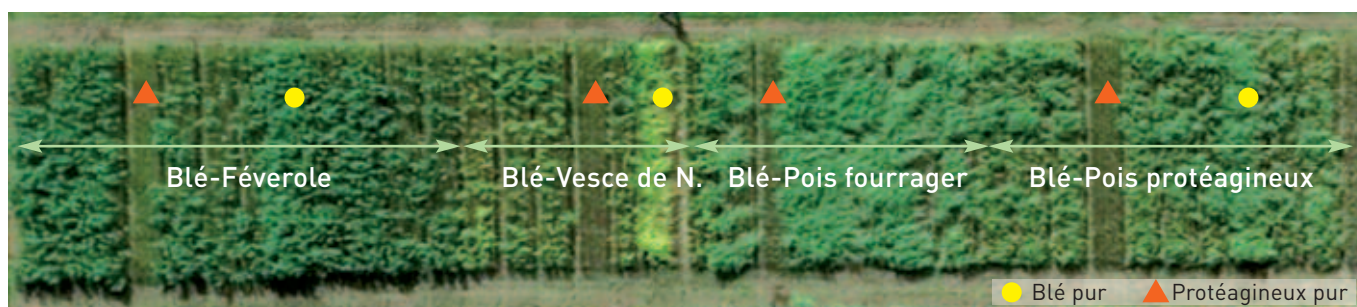 Blé-Féverole
Blé-Vesce de N.
Blé-Pois fourrager
Blé-Pois protéagineux
Blé pur
Protéagineux pur